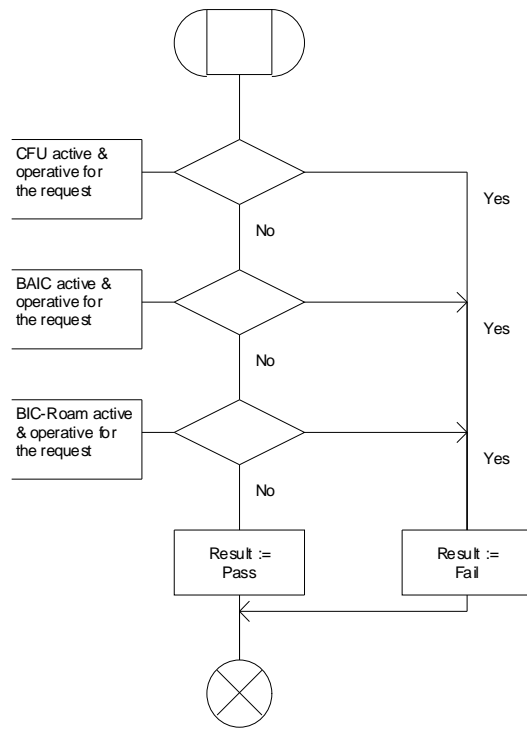 CFU active &
operative for
the request
Yes
No
BAIC active &
operative for
the request
Yes
No
BIC-Roam active
& operative for
the request
Yes
No
Result :=
Pass
Result :=
Fail